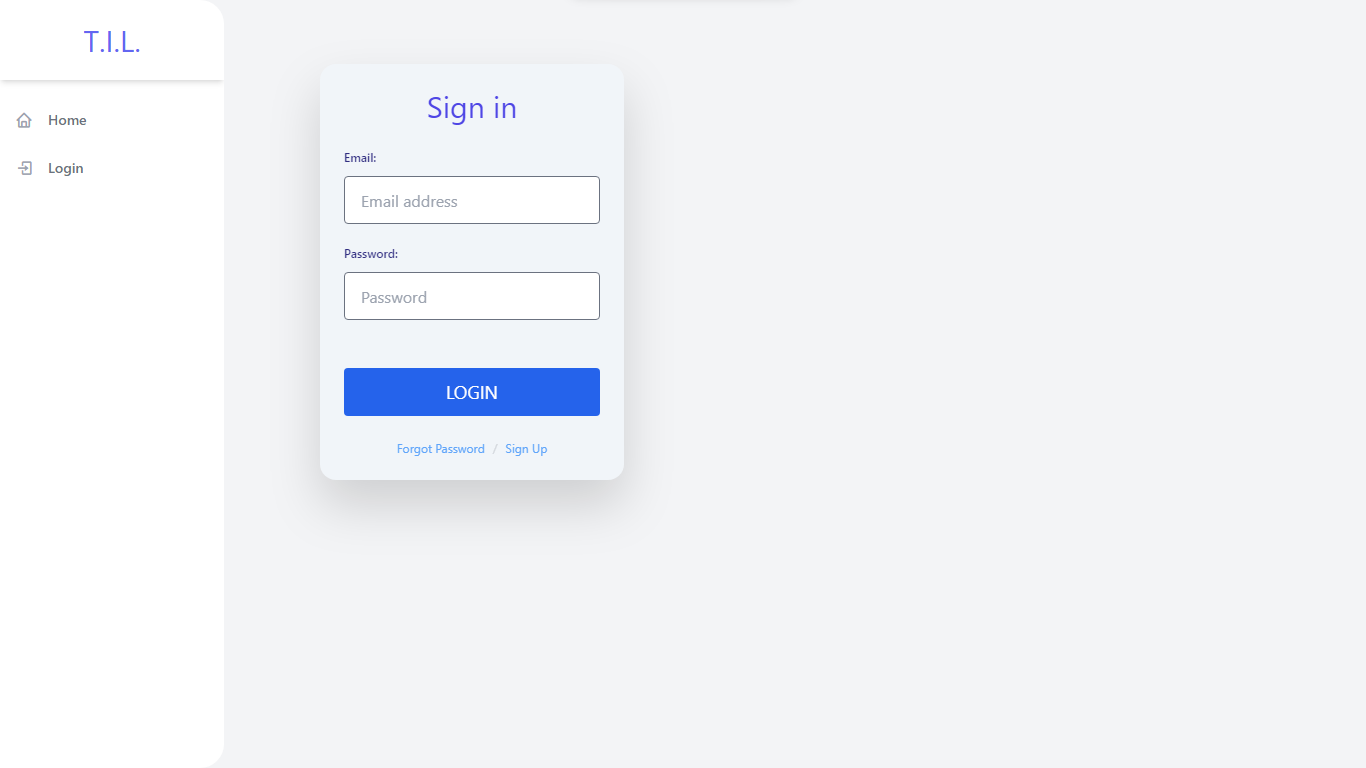 T.I.L.
Home
Login
Sign in
Email:
Email address
Password:
Password
LOGIN
Forgot Password / Sign Up